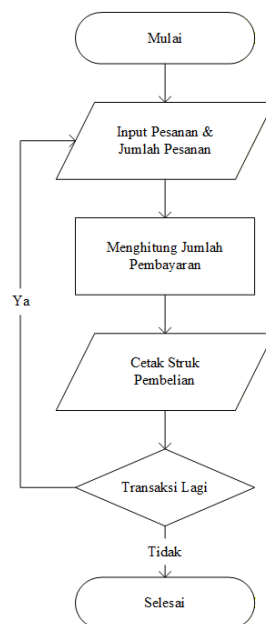 Mulai
Input Pesanan &
Jumlah Pesanan
Menghitung Jumlah
Pembayaran
Ya
Cetak Struk
Pembelian
Transaksi Lagi
Tidak
Selesai